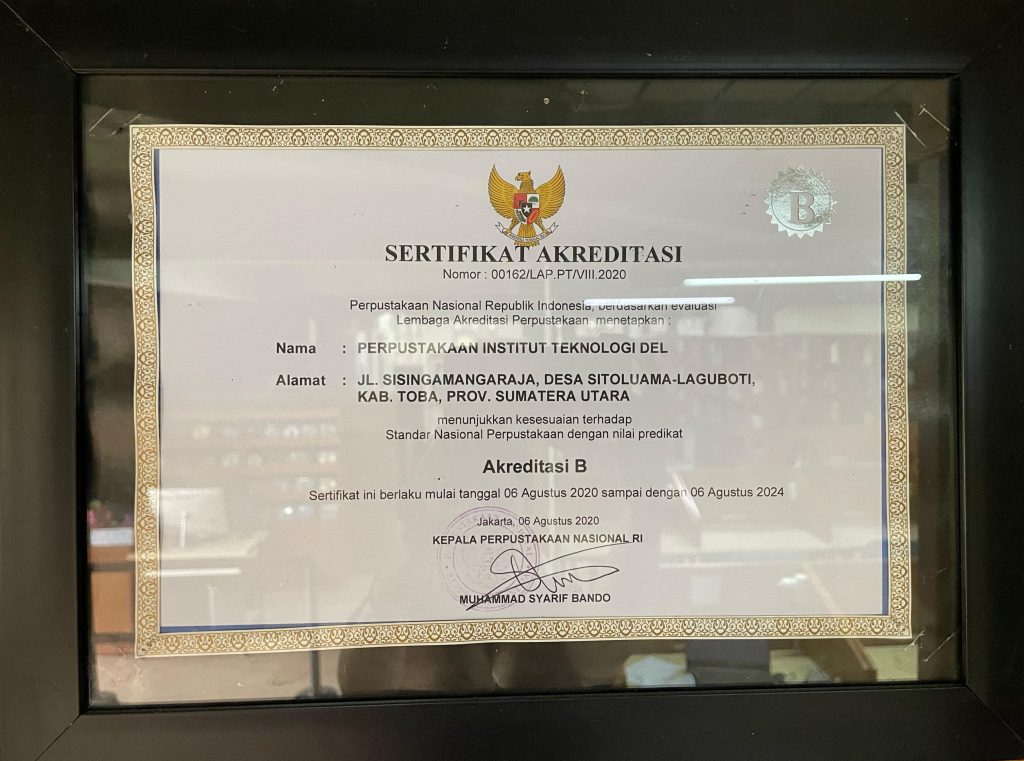 B
SERTIFIKAT AKREDITASI
Nomor : 00162/LAP.PT/VIII.2020
Perpustakaan Nasional Republik Indonesia, berdasarkan evaluasi
Lembaga Akreditasi Perpustakaan, menetapkan :
Nama : PERPUSTAKAAN INSTITUT TEKNOLOGI DEL
Alamat : JL. SISINGAMANGARAJA, DESA SITOLUAMA-LAGUBOTI,
KAB. TOBA, PROV. SUMATERA UTARA
menunjukkan kesesuaian terhadap
Standar Nasional Perpustakaan dengan nilai predikat
Akreditasi B
Sertifikat ini berlaku mulai tanggal 06 Agustus 2020 sampai dengan 06 Agustus 2024
Jakarta, 06 Agustus 2020
KEPALA PERPUSTAKAAN NASIONAL RI
MUHAMMAD SYARIF BANDO